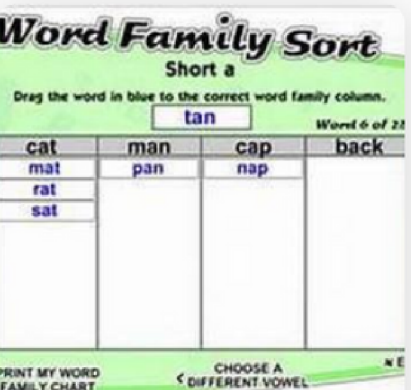 Word Family Sort
Short a
Drag the word in blue to the correct word family column.
tan
Word 6 of
cat man cap back
mat pan nap
rat
sat
PRINT MY WORD
FAMILY CHART
CHOOSE A
DIFFERENT VOWEL